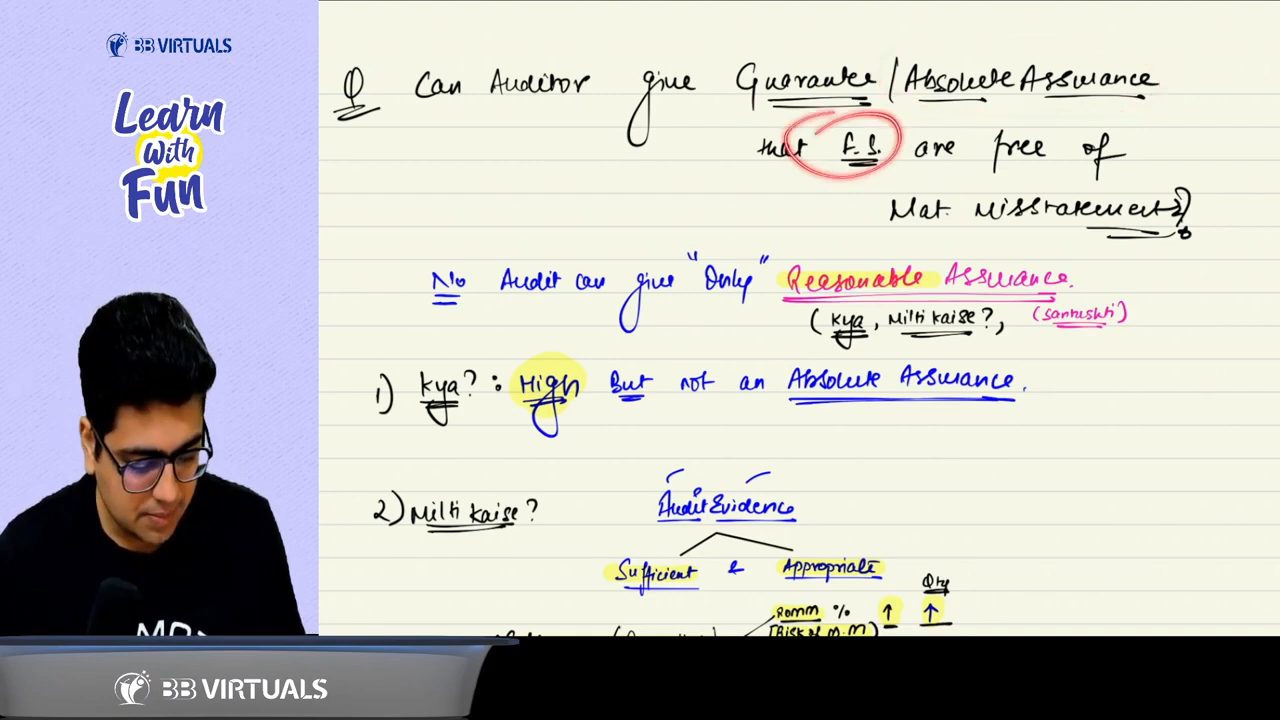 BB VIRTUALS
Learn
With
Fun
Q Can Auditor give Guarantee / Absolute Assurance
that F.S. are free of
Mat. Misstatements?
No Audit can give "Only" Reasonable Assurance.
(Kya, Milti Kaise?, (Santushti)
1) Kya? : High But not an Absolute Assurance.
2) Milti Kaise? Audit Evidence
Sufficient & Appropriate
Qty
ROMM % ↑ ↑
[Risk of M.M]
BB VIRTUALS